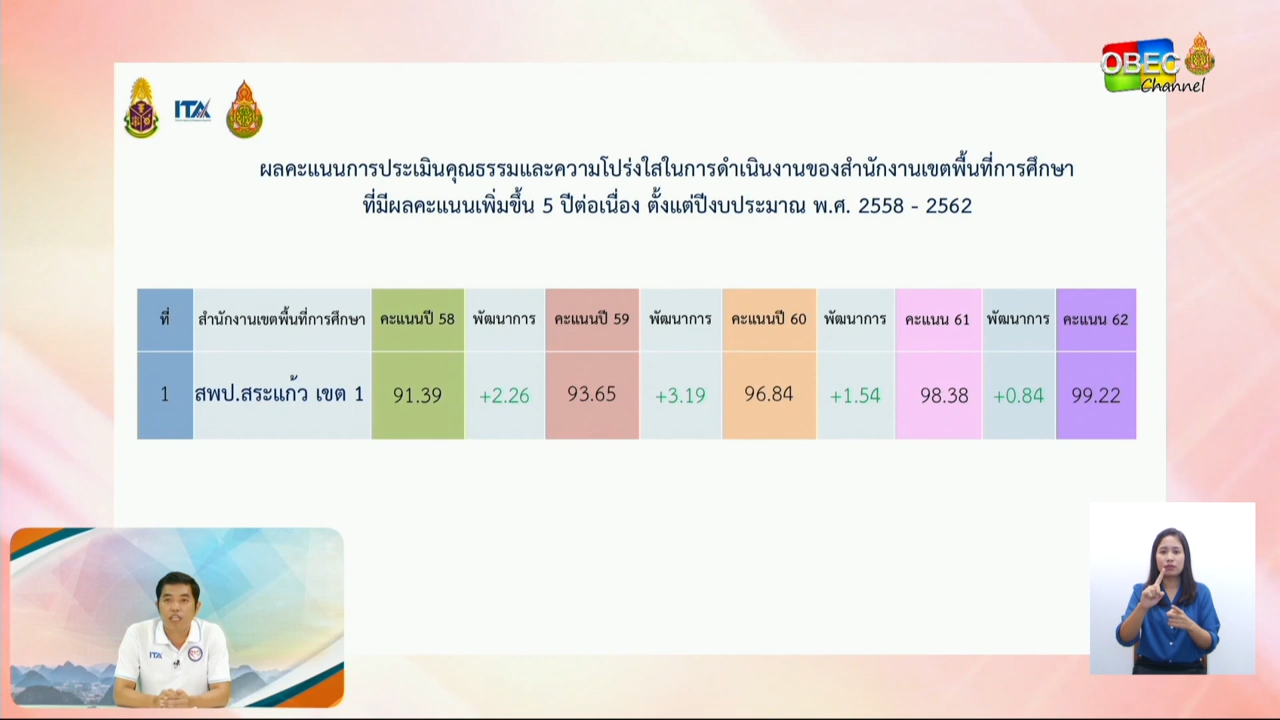 OBEC
Channel
ITA
ผลคะแนนการประเมินคุณธรรมและความโปร่งใสในการดำเนินงานของสำนักงานเขตพื้นที่การศึกษา
ที่มีผลคะแนนเพิ่มขึ้น 5 ปีต่อเนื่อง ตั้งแต่ปีงบประมาณ พ.ศ. 2558 - 2562
ที่ สำนักงานเขตพื้นที่การศึกษา คะแนนปี 58 พัฒนาการ คะแนนปี 59 พัฒนาการ คะแนนปี 60 พัฒนาการ คะแนน 61 พัฒนาการ คะแนน 62
1 สพป.สระแก้ว เขต 1 91.39 +2.26 93.65 +3.19 96.84 +1.54 98.38 +0.84 99.22
ITA